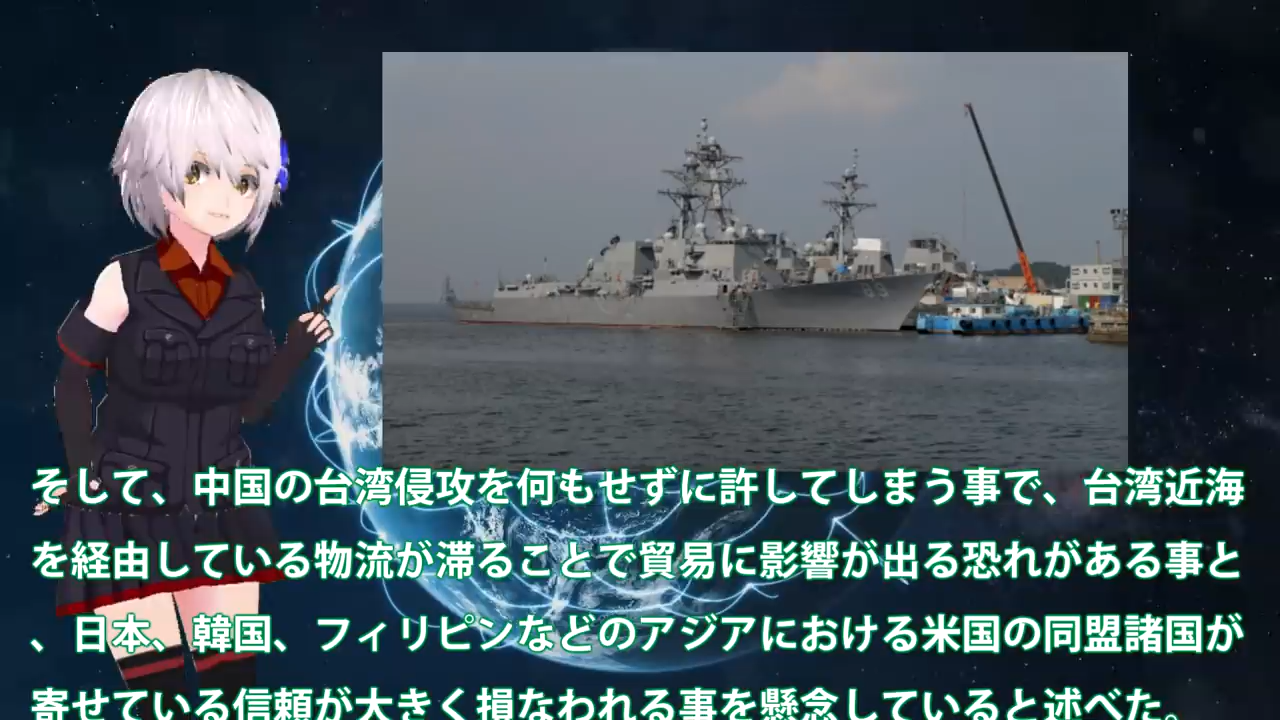 そして、中国の台湾侵攻を何もせずに許してしまう事で、台湾近海
を経由している物流が滞ることで貿易に影響が出る恐れがある事と
、日本、韓国、フィリピンなどのアジアにおける米国の同盟諸国が
寄せている信頼が大きく損なわれる事を懸念していると述べた。